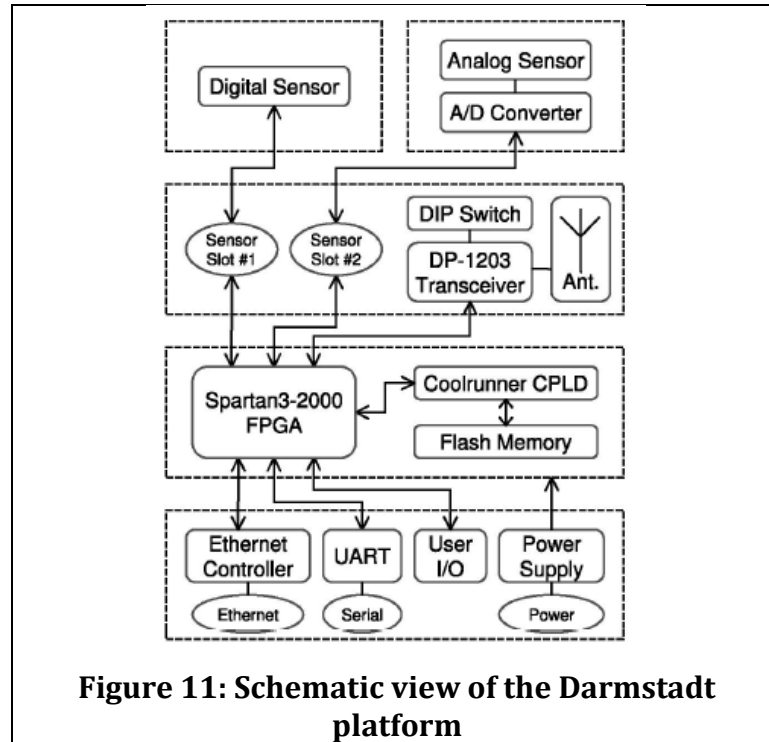 Digital Sensor
Analog Sensor
A/D Converter
Sensor
Slot #1
Sensor
Slot #2
DIP Switch
DP-1203
Transceiver
Ant.
Spartan3-2000
FPGA
Coolrunner CPLD
Flash Memory
Ethernet
Controller
UART
User
I/O
Power
Supply
Ethernet
Serial
Power
Figure 11: Schematic view of the Darmstadt
platform